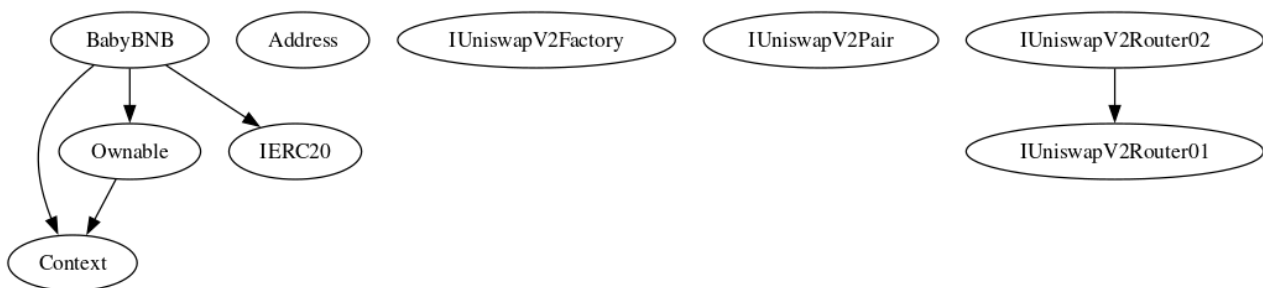 BabyBNB
Address
IUniswapV2Factory
IUniswapV2Pair
IUniswapV2Router02
Ownable
IERC20
IUniswapV2Router01
Context